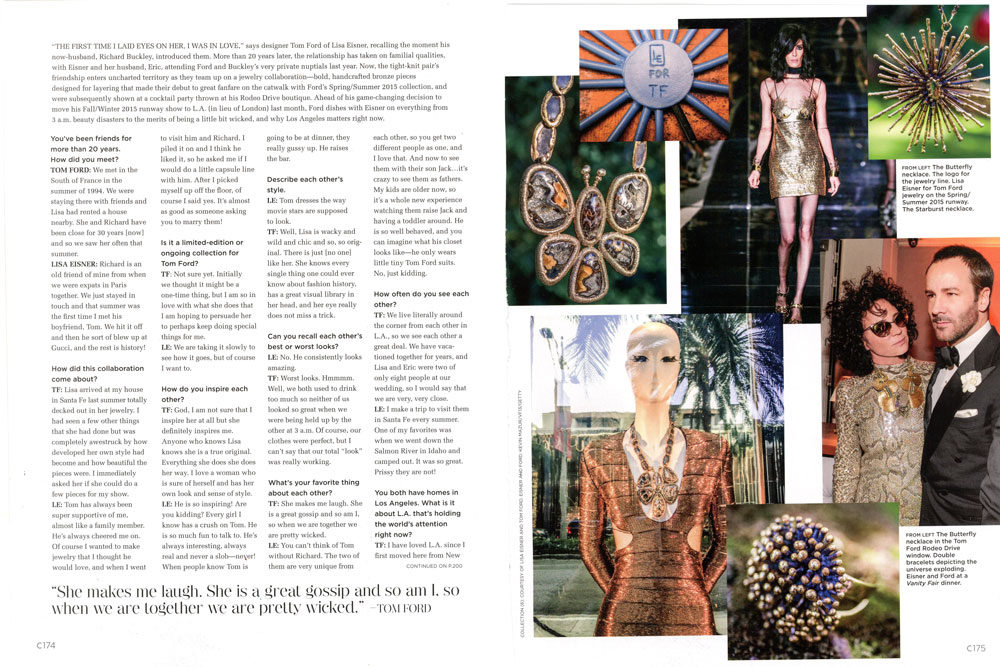 "THE FIRST TIME I LAID EYES ON HER, I WAS IN LOVE," says designer Tom Ford of Lisa Eisner, recalling the moment his
now-husband, Richard Buckley, introduced them. More than 20 years later, the relationship has taken on familial qualities,
with Eisner and her husband, Eric, attending Ford and Buckley's very private nuptials last year. Now, the tight-knit pair's
friendship enters uncharted territory as they team up on a jewelry collaboration—bold, handcrafted bronze pieces
designed for layering that made their debut to great fanfare on the catwalk with Ford's Spring/Summer 2015 collection, and
were subsequently shown at a cocktail party thrown at his Rodeo Drive boutique. Ahead of his game-changing decision to
move his Fall/Winter 2015 runway show to L.A. (in lieu of London) last month, Ford dishes with Eisner on everything from
3 a.m. beauty disasters to the merits of being a little bit wicked, and why Los Angeles matters right now.
You've been friends for
more than 20 years.
How did you meet?
TOM FORD: We met in the
South of France in the
summer of 1994. We were
staying there with friends and
Lisa had rented a house
nearby. She and Richard have
been close for 30 years [now]
and so we saw her often that
summer.
LISA EISNER: Richard is an
old friend of mine from when
we were expats in Paris
together. We just stayed in
touch and that summer was
the first time I met his
boyfriend, Tom. We hit it off
and then he sort of blew up at
Gucci, and the rest is history!
How did this collaboration
come about?
TF: Lisa arrived at my house
in Santa Fe last summer totally
decked out in her jewelry. I
had seen a few other things
that she had done but was
completely awestruck by how
developed her own style had
become and how beautiful the
pieces were. I immediately
asked her if she could do a
few pieces for my show.
LE: Tom has always been
super supportive of me,
almost like a family member.
He's always cheered me on.
Of course I wanted to make
jewelry that I thought he
would love, and when I went
to visit him and Richard, I
piled it on and I think he
liked it, so he asked me if I
would do a little capsule line
with him. After I picked
myself up off the floor, of
course I said yes. It's almost
as good as someone asking
you to marry them!
Is it a limited-edition or
ongoing collection for
Tom Ford?
TF: Not sure yet. Initially
we thought it might be a
one-time thing, but I am so in
love with what she does that
I am hoping to persuade her
to perhaps keep doing special
things for me.
LE: We are taking it slowly to
see how it goes, but of course
I want to.
How do you inspire each
other?
TF: God, I am not sure that I
inspire her at all but she
definitely inspires me.
Anyone who knows Lisa
knows she is a true original.
Everything she does she does
her way. I love a woman who
is sure of herself and has her
own look and sense of style.
LE: He is so inspiring! Are
you kidding? Every girl I
know has a crush on Tom. He
is so much fun to talk to. He's
always interesting, always
real and never a slob—never!
When people know Tom is
going to be at dinner, they
really gussy up. He raises
the bar.
Describe each other's
style.
LE: Tom dresses the way
movie stars are supposed
to look.
TF: Well, Lisa is wacky and
wild and chic and so, so orig-
inal. There is just [no one]
like her. She knows every
single thing one could ever
know about fashion history,
has a great visual library in
her head, and her eye really
does not miss a trick.
Can you recall each other's
best or worst looks?
LE: No. He consistently looks
amazing.
TF: Worst looks. Hmmmm.
Well, we both used to drink
too much so neither of us
looked so great when we
were being held up by the
other at 3 a.m. Of course, our
clothes were perfect, but I
can't say that our total "look"
was really working.
What's your favorite thing
about each other?
TF: She makes me laugh. She
is a great gossip and so am I,
so when we are together we
are pretty wicked.
LE: You can't think of Tom
without Richard. The two of
them are very unique from
each other, so you get two
different people as one, and
I love that. And now to see
them with their son Jack...it's
crazy to see them as fathers.
My kids are older now, so
it's a whole new experience
watching them raise Jack and
having a toddler around. He
is so well behaved, and you
can imagine what his closet
looks like—he only wears
little tiny Tom Ford suits.
No, just kidding.
How often do you see each
other?
TF: We live literally around
the corner from each other in
L.A., so we see each other a
great deal. We have vaca-
tioned together for years, and
Lisa and Eric were two of
only eight people at our
wedding, so I would say that
we are very, very close.
LE: I make a trip to visit them
in Santa Fe every summer.
One of my favorites was
when we went down the
Salmon River in Idaho and
camped out. It was so great.
Prissy they are not!
You both have homes in
Los Angeles. What is it
about L.A. that's holding
the world's attention
right now?
TF: I have loved L.A. since I
first moved here from New
CONTINUED ON P.200
"She makes me laugh. She is a great gossip and so am I, so
when we are together we are pretty wicked." –TOM FORD
C174
LE
FOR
TF
FROM LEFT The Butterfly
necklace. The logo for
the jewelry line. Lisa
Eisner for Tom Ford
jewelry on the Spring/
Summer 2015 runway.
The Starburst necklace.
COLLECTION (6): COURTESY OF LISA EISNER AND TOM FORD. EISNER AND FORD: KEVIN MAZUR/VF15/GETTY
FROM LEFT The Butterfly
necklace in the Tom
Ford Rodeo Drive
window. Double
bracelets depicting the
universe exploding.
Eisner and Ford at a
Vanity Fair dinner.
C175